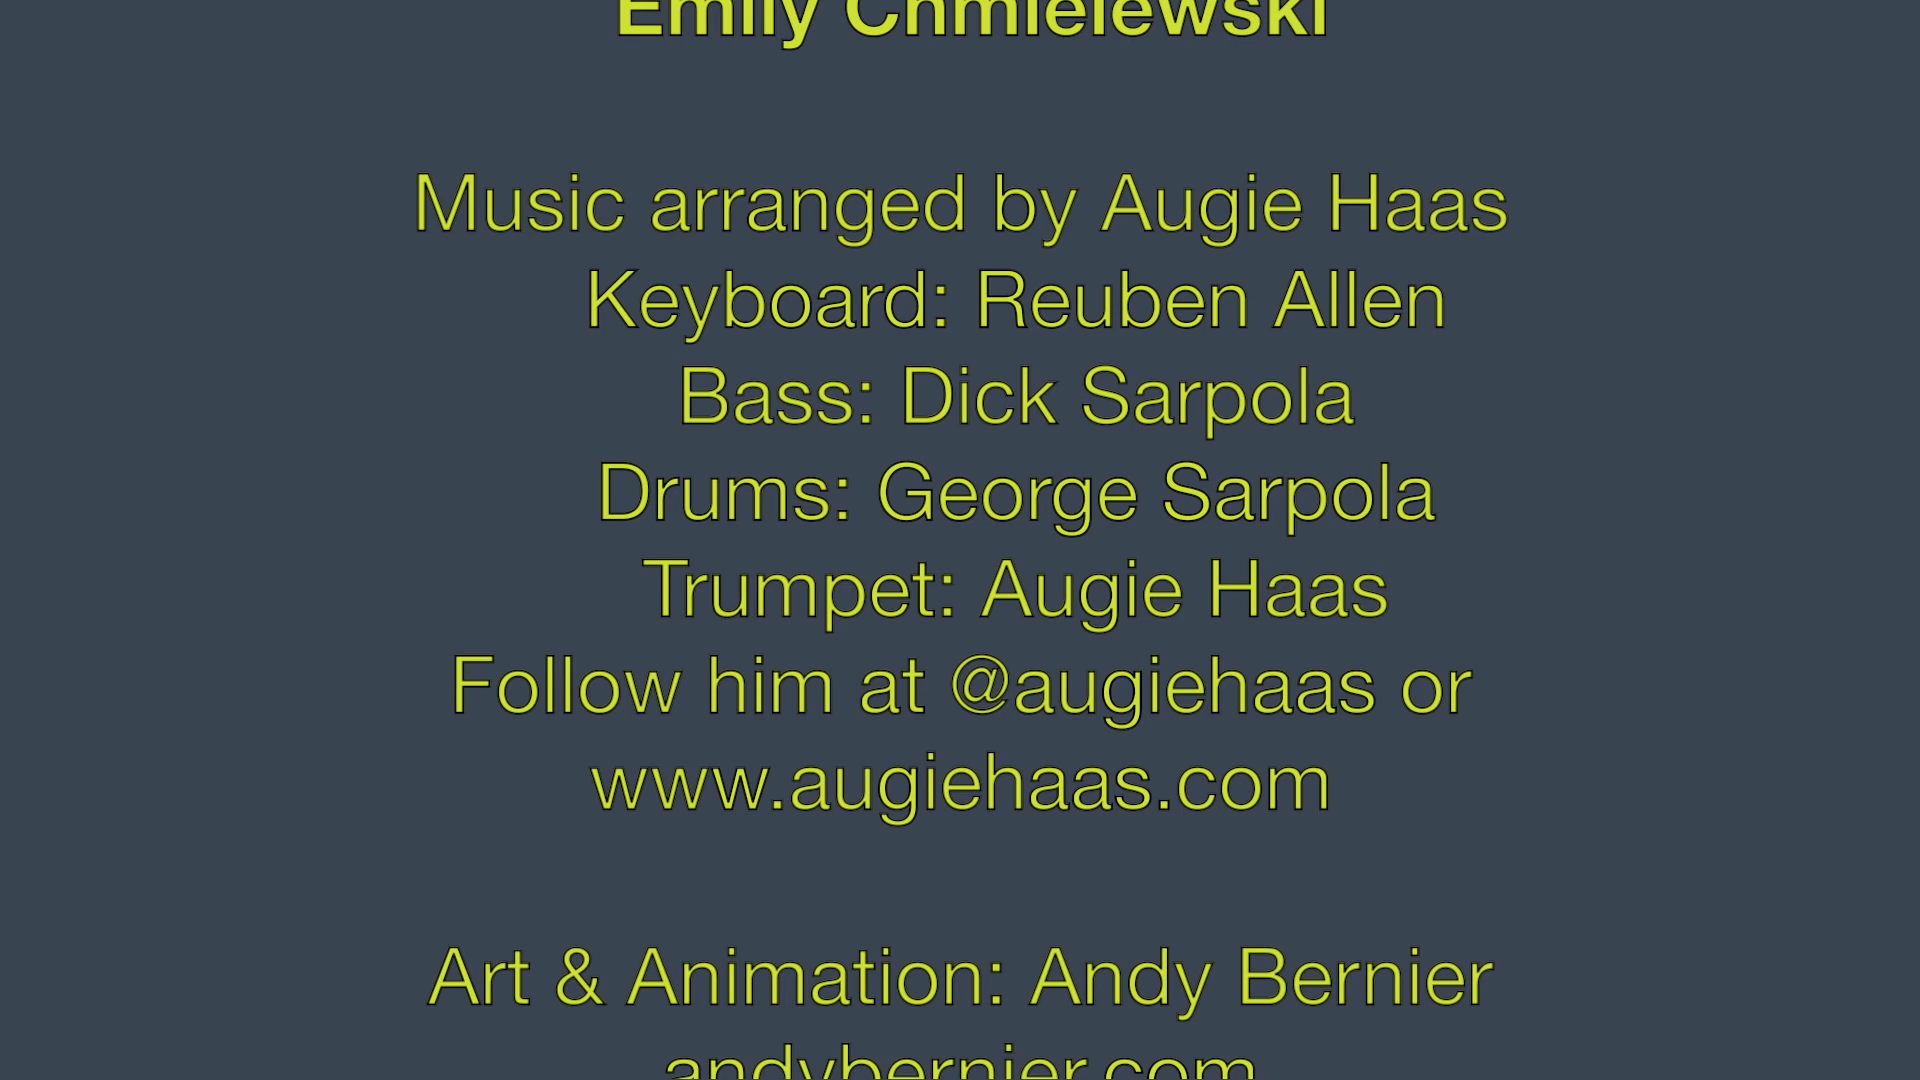 Emily Chmielewski
Music arranged by Augie Haas
Keyboard: Reuben Allen
Bass: Dick Sarpola
Drums: George Sarpola
Trumpet: Augie Haas
Follow him at @augiehaas or
www.augiehaas.com
Art & Animation: Andy Bernier
andybernier.com